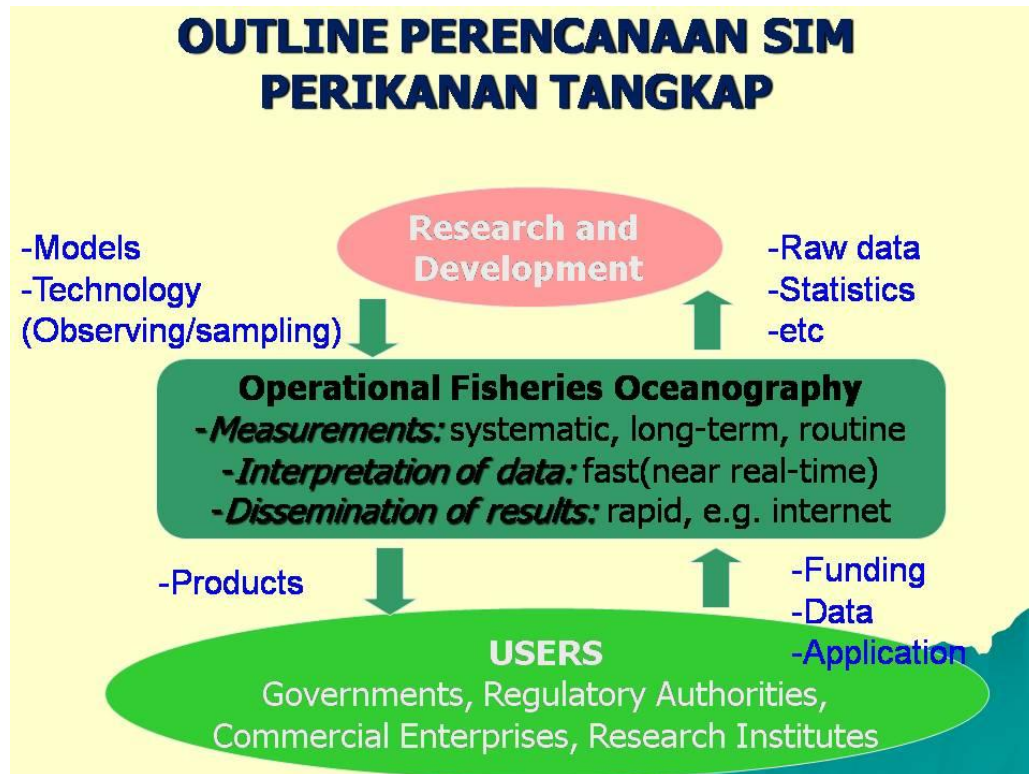 OUTLINE PERENCANAAN SIM
PERIKANAN TANGKAP
Research and
Development
-Models
-Technology
(Observing/sampling)
-Raw data
-Statistics
-etc
Operational Fisheries Oceanography
-Measurements: systematic, long-term, routine
-Interpretation of data: fast(near real-time)
-Dissemination of results: rapid, e.g. internet
-Products
-Funding
-Data
-Application
USERS
Governments, Regulatory Authorities,
Commercial Enterprises, Research Institutes